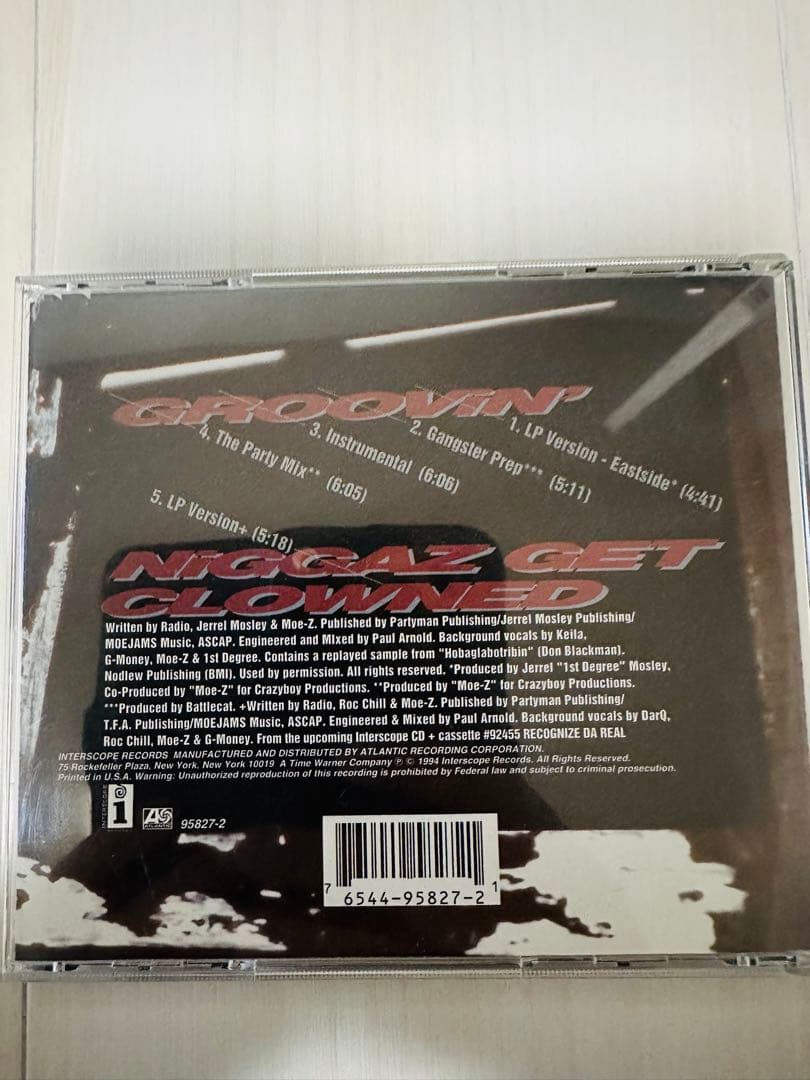 GROOViN'
1. LP Version - Eastside* (4:41)
2. Gangster Prep*** (5:11)
3. Instrumental (6:06)
4. The Party Mix** (6:05)
5. LP Version+ (5:18)
NiGGAZ GET
CLOWNED
Written by Radio, Jerrel Mosley & Moe-Z. Published by Partyman Publishing/Jerrel Mosley Publishing/
MOEJAMS Music, ASCAP. Engineered and Mixed by Paul Arnold. Background vocals by Keila,
G-Money, Moe-Z & 1st Degree. Contains a replayed sample from "Hobaglabotribin" (Don Blackman).
Nodlew Publishing (BMI). Used by permission. All rights reserved. *Produced by Jerrel "1st Degree" Mosley,
Co-Produced by "Moe-Z" for Crazyboy Productions. **Produced by "Moe-Z" for Crazyboy Productions.
***Produced by Battlecat. +Written by Radio, Roc Chill & Moe-Z. Published by Partyman Publishing/
T.F.A. Publishing/MOEJAMS Music, ASCAP. Engineered & Mixed by Paul Arnold. Background vocals by DarQ,
Roc Chill, Moe-Z & G-Money. From the upcoming Interscope CD + cassette #92455 RECOGNIZE DA REAL
INTERSCOPE RECORDS MANUFACTURED AND DISTRIBUTED BY ATLANTIC RECORDING CORPORATION.
75 Rockefeller Plaza, New York, New York 10019 A Time Warner Company ℗ © 1994 Interscope Records. All Rights Reserved.
Printed in U.S.A. Warning: Unauthorized reproduction of this recording is prohibited by Federal law and subject to criminal prosecution.
INTERSCOPE
i
ATLANTIC
95827-2
7 6544-95827-2 1